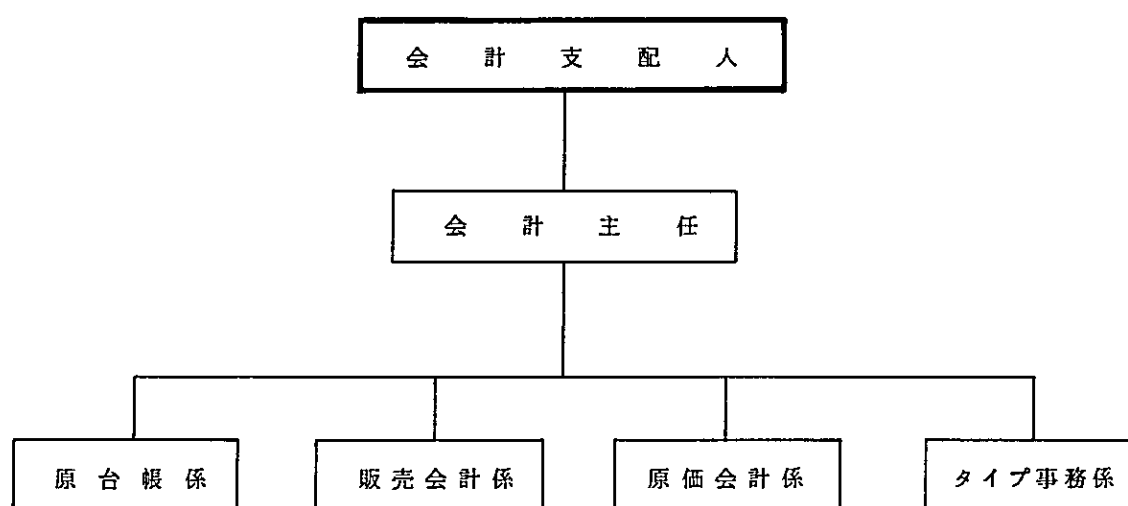 会計支配人
会計主任
原台帳係
販売会計係
原価会計係
タイプ事務係